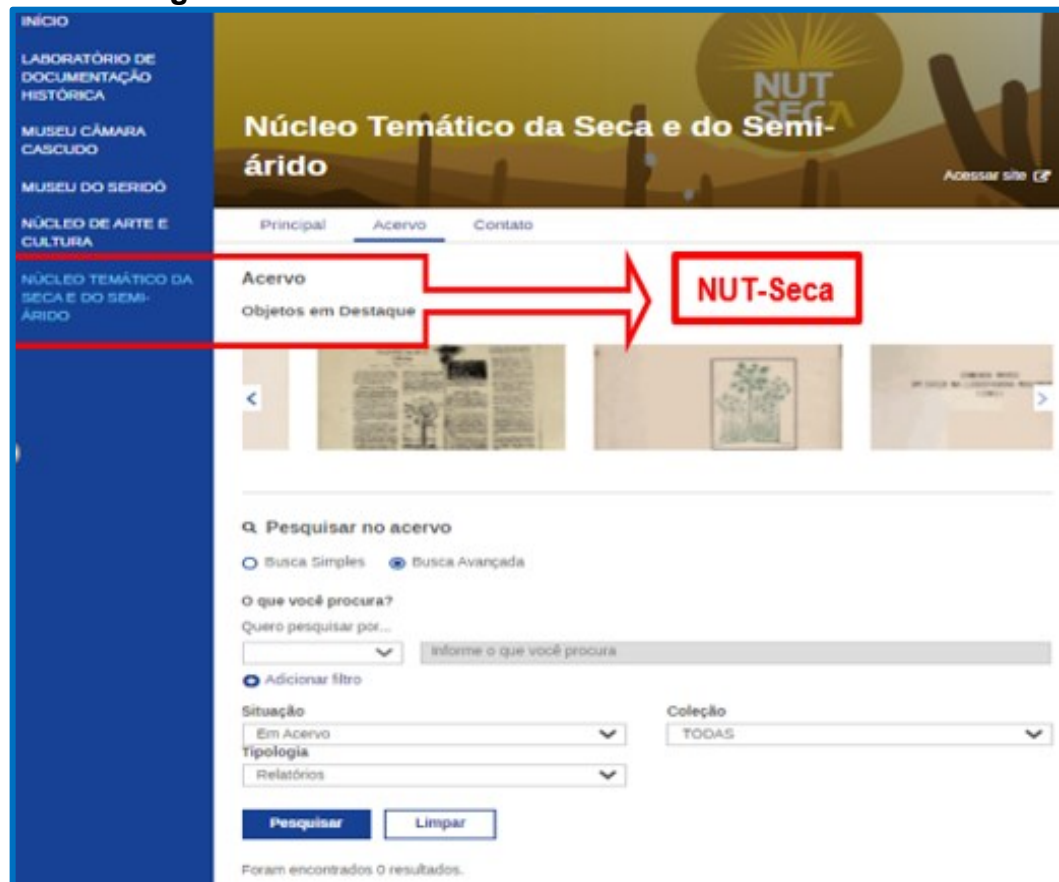 INÍCIO
LABORATÓRIO DE
DOCUMENTAÇÃO
HISTÓRICA
MUSEU CÂMARA
CASCUDO
MUSEU DO SERIDÓ
NÚCLEO DE ARTE E
CULTURA
NÚCLEO TEMÁTICO DA
SECA E DO SEMI-
ÁRIDO
NUT
SECA
Núcleo Temático da Seca e do Semi-
árido
Acessar site
Principal Acervo Contato
Acervo
NUT-Seca
Objetos em Destaque
Pesquisar no acervo
Busca Simples Busca Avançada
O que você procura?
Quero pesquisar por...
Informe o que você procura
Adicionar filtro
Situação Coleção
Em Acervo TODAS
Tipologia
Relatórios
Pesquisar Limpar
Foram encontrados 0 resultados.